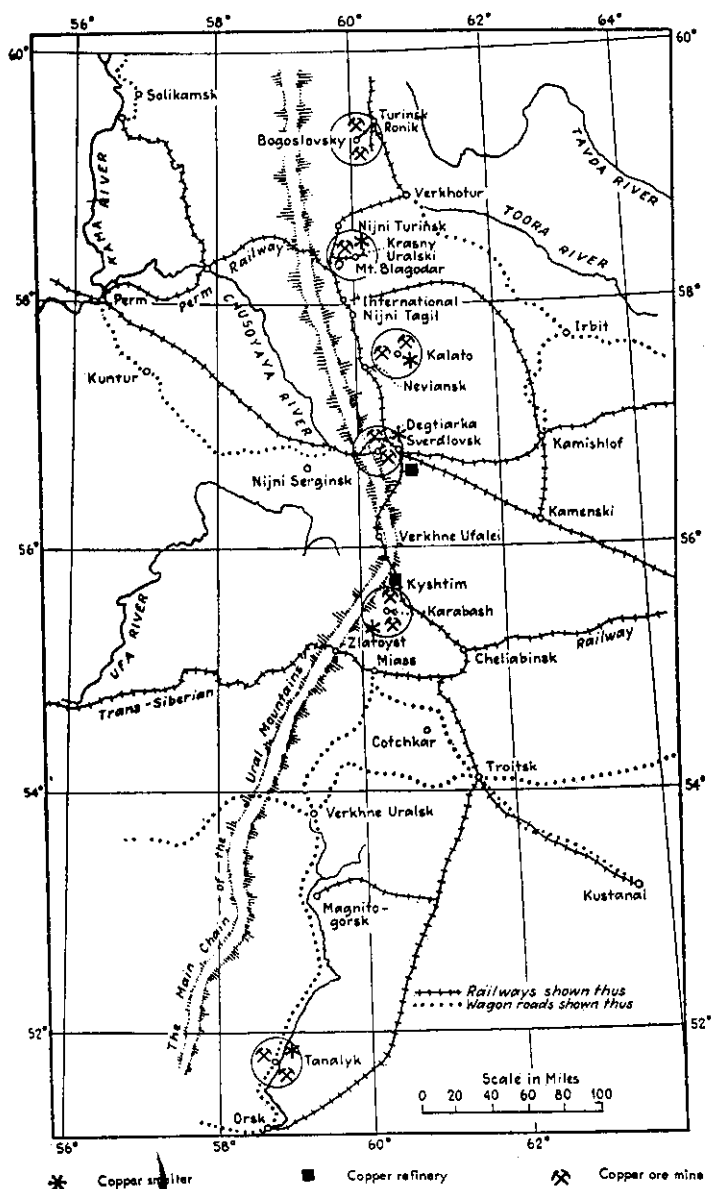 56° 58° 60° 62°
60° 60°
Solikamsk
Turinsk
Ronik
Bogoslovsky
TAVDA RIVER
KAMA RIVER
Verkhotur
Nijni Turinsk
TOORA RIVER
Krasny
Uralski
Mt. Blagodar
Perm Railway
58° Perm 58°
International
Nijni Tagil
CHUSOYAYA RIVER
Irbit
Kalato
Kuntur
Neviansk
Degtiarka
Sverdlovsk
Kamishlof
Nijni Serginsk
Kamenski
Verkhne Ufalei
56° 56°
Kyshtim
UFA RIVER
Karabash
Zlatoyst
Miass
Cheliabinsk
Railway
Trans-Siberian
Cotchkar
Troitsk
54° 54°
Verkhne Uralsk
The Main Chain of the Ural Mountains
Kustanai
Magnito-
gorsk
Railways shown thus
Wagon roads shown thus
52° 52°
Tanalyk
Scale in Miles
0 20 40 60 80 100
Orsk
56° 58° 60° 62°
Copper smelter Copper refinery Copper ore mine